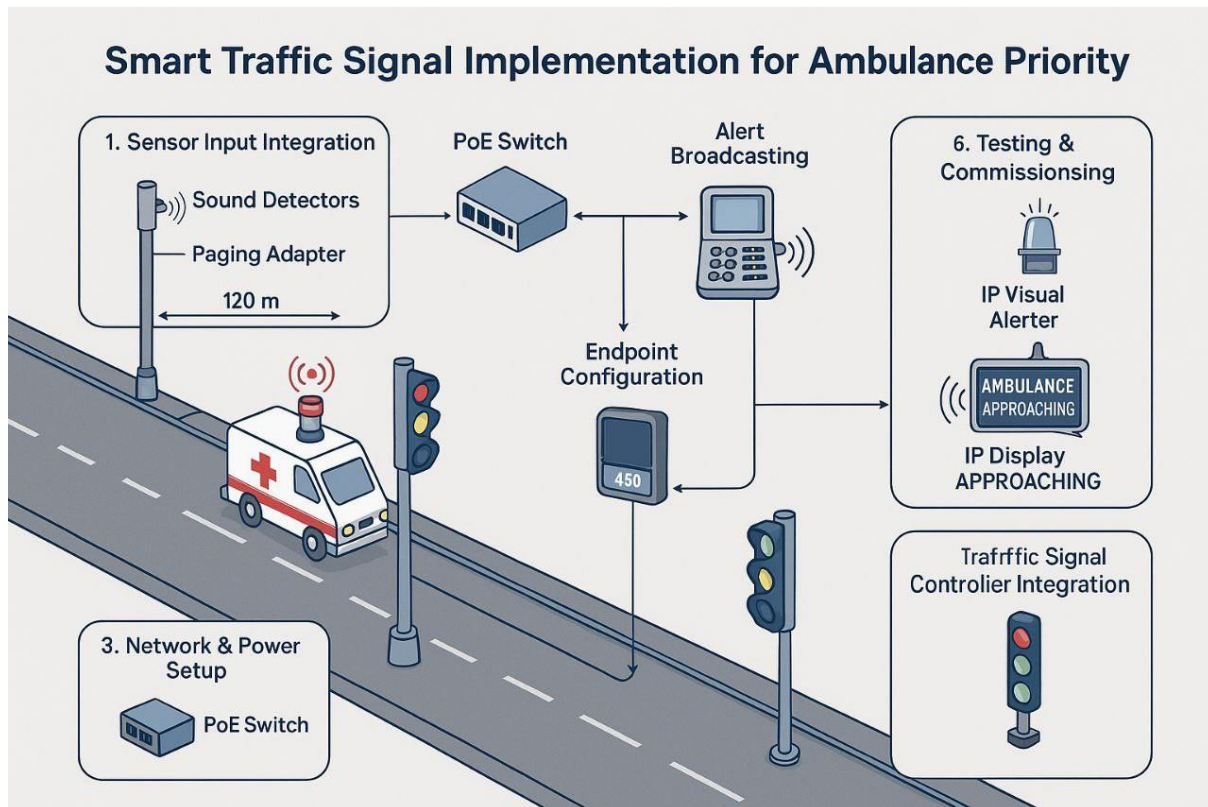 Smart Traffic Signal Implementation for Ambulance Priority
1. Sensor Input Integration
Sound Detectors
Paging Adapter
120 m
PoE Switch
Alert
Broadcasting
Endpoint
Configuration
450
6. Testing &
Commissionsing
IP Visual
Alerter
AMBULANCE
APPROACHING
IP Display
APPROACHING
3. Network & Power
Setup
PoE Switch
Trafrffic Signal
Controlier Integration